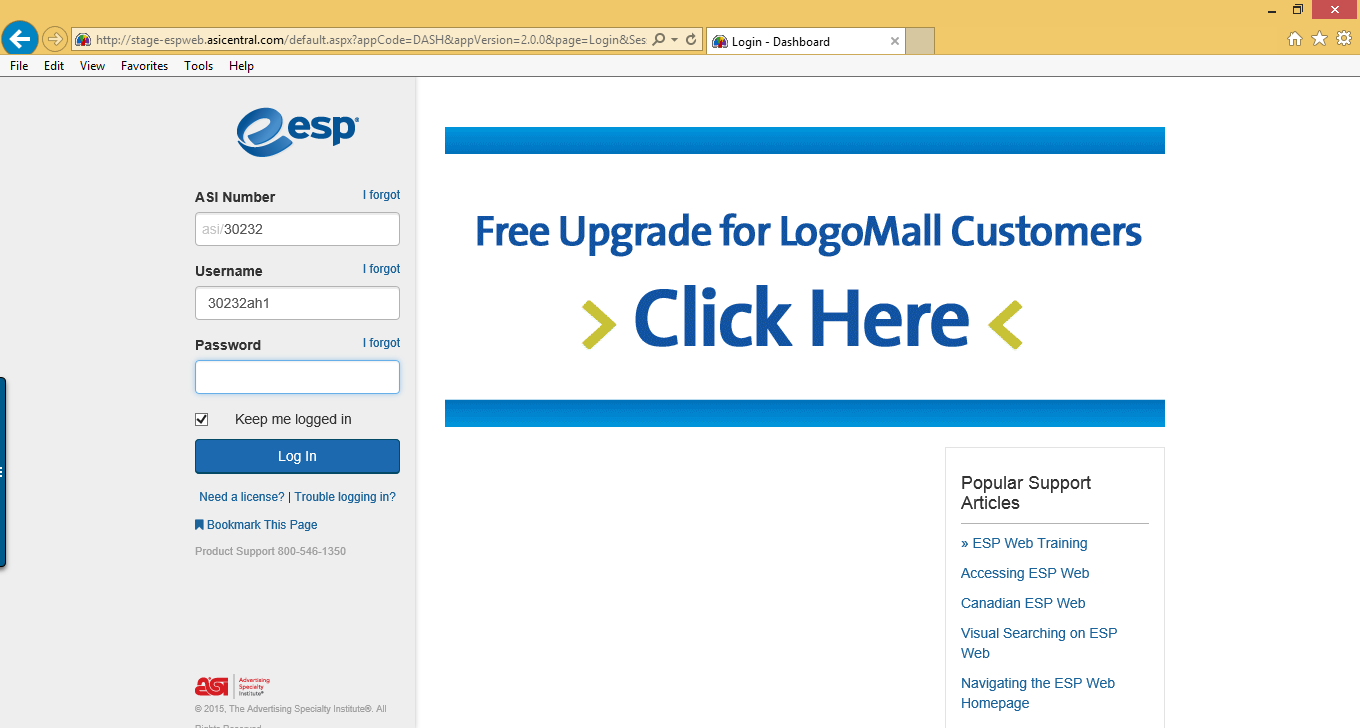 http://stage-espweb.asicentral.com/default.aspx?appCode=DASH&appVersion=2.0.0&page=Login&Ses
Login - Dashboard
File Edit View Favorites Tools Help
esp®
ASI Number I forgot
asi/30232
Username I forgot
30232ah1
Password I forgot
Keep me logged in
Log In
Need a license? | Trouble logging in?
Bookmark This Page
Product Support 800-546-1350
asi Advertising
Specialty
Institute®
© 2015, The Advertising Specialty Institute®. All
Rights Reserved.
Free Upgrade for LogoMall Customers
> Click Here <
Popular Support
Articles
» ESP Web Training
Accessing ESP Web
Canadian ESP Web
Visual Searching on ESP
Web
Navigating the ESP Web
Homepage